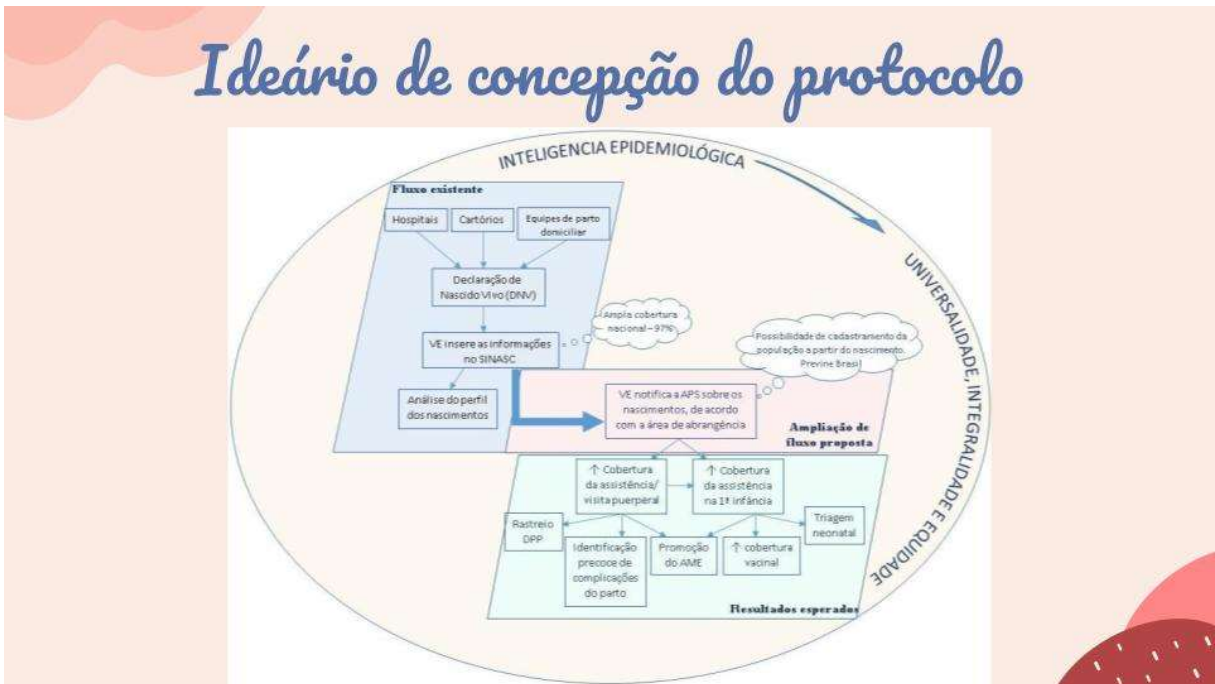 Ideário de concepção do protocolo
INTELIGENCIA EPIDEMIOLÓGICA
UNIVERSALIDADE, INTEGRALIDADE E EQUIDADE
Fluxo existente
Hospitais
Cartórios
Equipes de parto
domiciliar
Declaração de
Nascido Vivo (DNV)
Ampla cobertura
nacional – 97%
VE insere as informações
no SINASC
Possibilidade de cadastramento da
população a partir do nascimento.
Previne Brasil
Análise do perfil
dos nascimentos
VE notifica a APS sobre os
nascimentos, de acordo
com a área de abrangência
Ampliação de
fluxo proposta
↑ Cobertura
da assistência/
visita puerperal
↑ Cobertura
da assistência
na 1ª infância
Rastreio
DPP
Identificação
precoce de
complicações
do parto
Promoção
do AME
↑ cobertura
vacinal
Triagem
neonatal
Resultados esperados